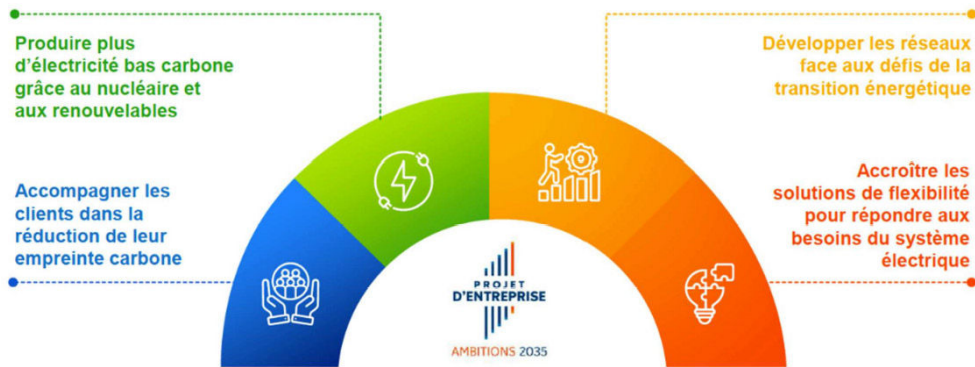 Produire plus
d'électricité bas carbone
grâce au nucléaire et
aux renouvelables
Accompagner les
clients dans la
réduction de leur
empreinte carbone
Développer les réseaux
face aux défis de la
transition énergétique
Accroître les
solutions de flexibilité
pour répondre aux
besoins du système
électrique
PROJET
D'ENTREPRISE
AMBITIONS 2035